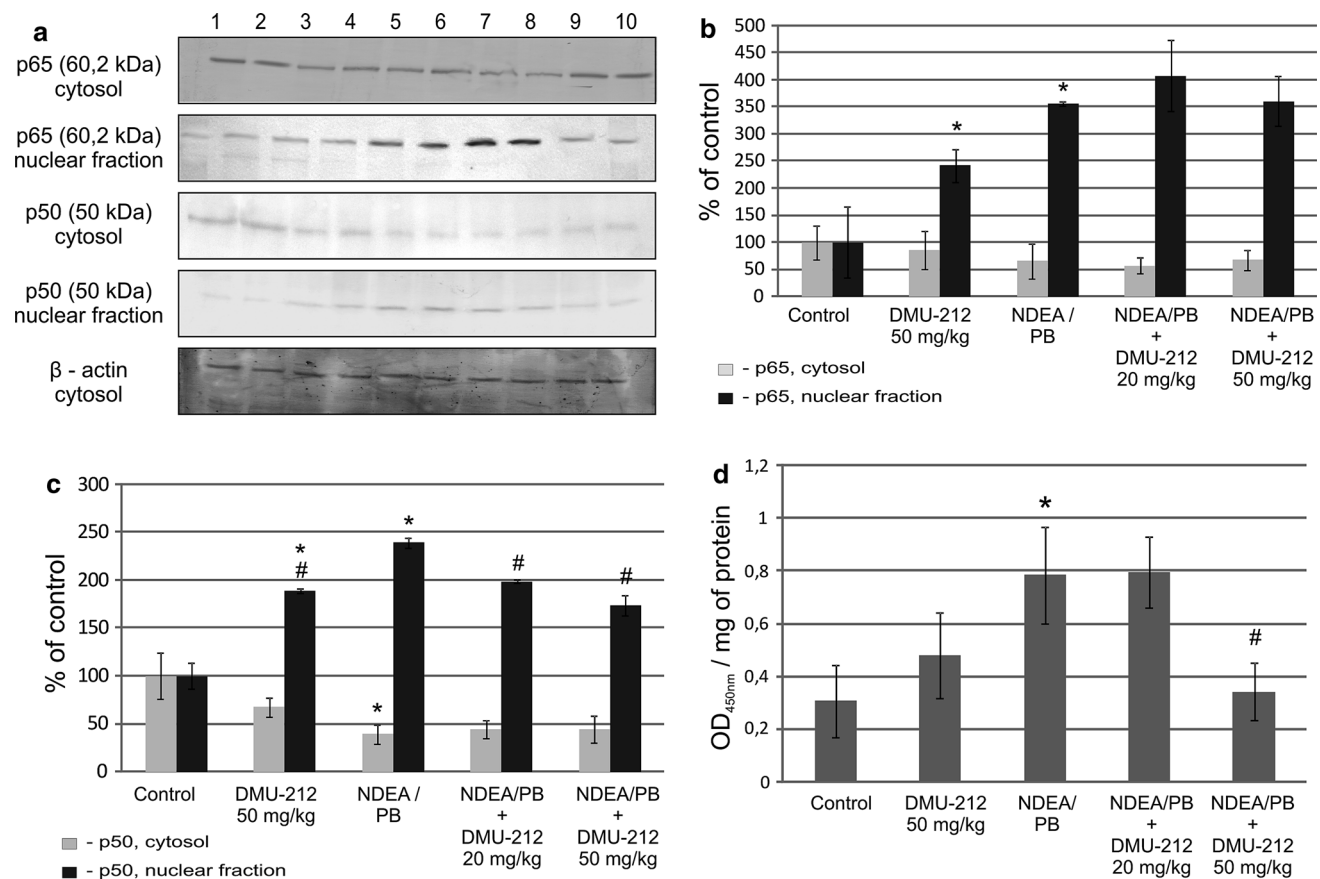 a
1 2 3 4 5 6 7 8 9 10
p65 (60,2 kDa)
cytosol
p65 (60,2 kDa)
nuclear fraction
p50 (50 kDa)
cytosol
p50 (50 kDa)
nuclear fraction
β - actin
cytosol
b
% of control
500
450
400
350
300
250
200
150
100
50
0
*
*
Control
DMU-212
50 mg/kg
NDEA /
PB
NDEA/PB
+
DMU-212
20 mg/kg
NDEA/PB
+
DMU-212
50 mg/kg
- p65, cytosol
- p65, nuclear fraction
c
% of control
300
250
200
150
100
50
0
*
#
*
*
#
#
Control
DMU-212
50 mg/kg
NDEA /
PB
NDEA/PB
+
DMU-212
20 mg/kg
NDEA/PB
+
DMU-212
50 mg/kg
- p50, cytosol
- p50, nuclear fraction
d
OD450nm / mg of protein
1,2
1
0,8
0,6
0,4
0,2
0
*
#
Control
DMU-212
50 mg/kg
NDEA/
PB
NDEA/PB
+
DMU-212
20 mg/kg
NDEA/PB
+
DMU-212
50 mg/kg